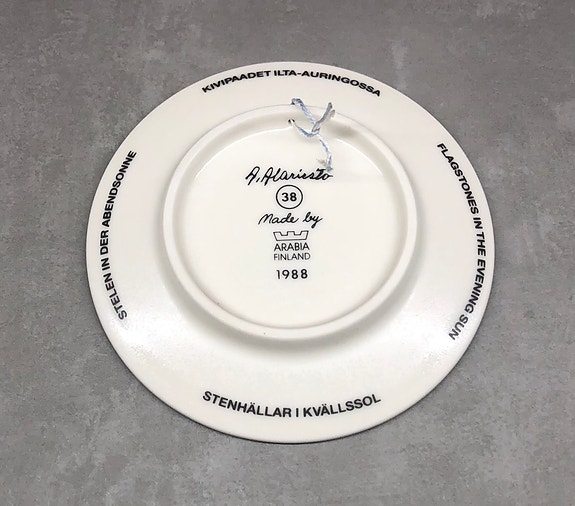 KIVIPAADET ILTA-AURINGOSSA
FLAGSTONES IN THE EVENING SUN
STENHÄLLAR I KVÄLLSSOL
STELEN IN DER ABENDSONNE
A. Alariesto
38
Made by
ARABIA
FINLAND
1988